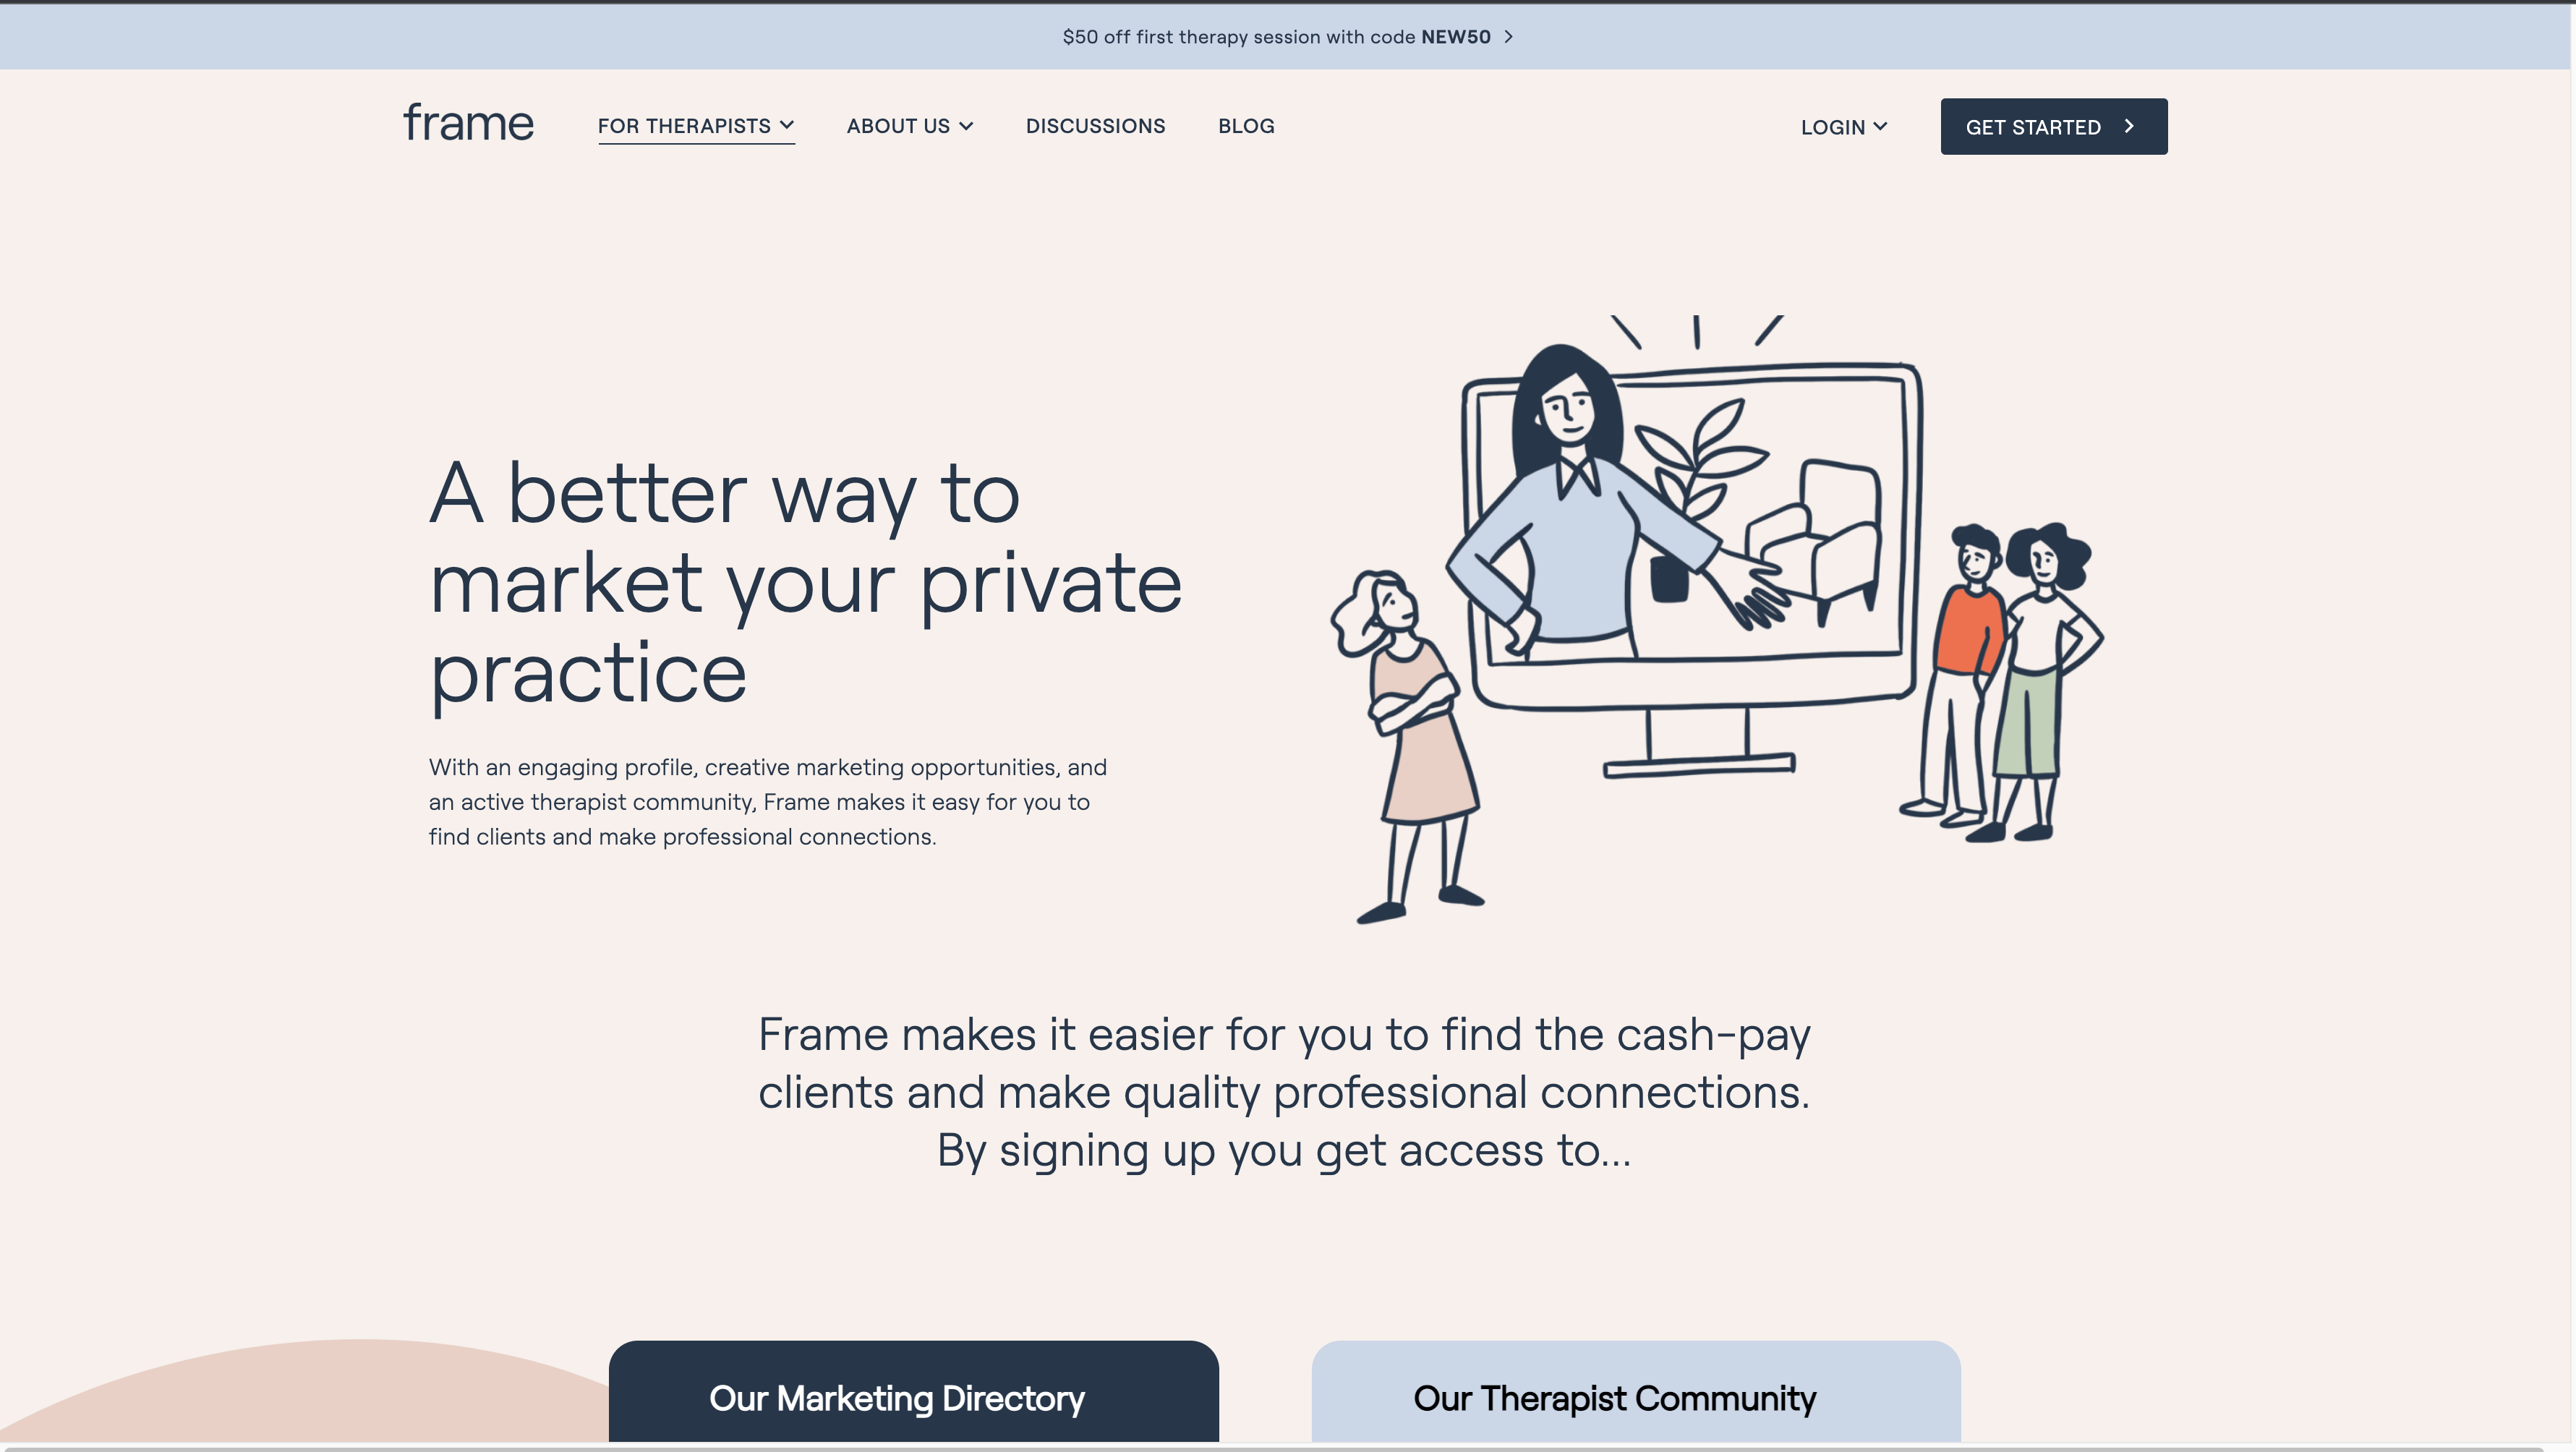 $50 off first therapy session with code NEW50
frame
FOR THERAPISTS
ABOUT US
DISCUSSIONS
BLOG
LOGIN
GET STARTED
A better way to
market your private
practice
With an engaging profile, creative marketing opportunities, and
an active therapist community, Frame makes it easy for you to
find clients and make professional connections.
Frame makes it easier for you to find the cash-pay
clients and make quality professional connections.
By signing up you get access to...
Our Marketing Directory
Our Therapist Community